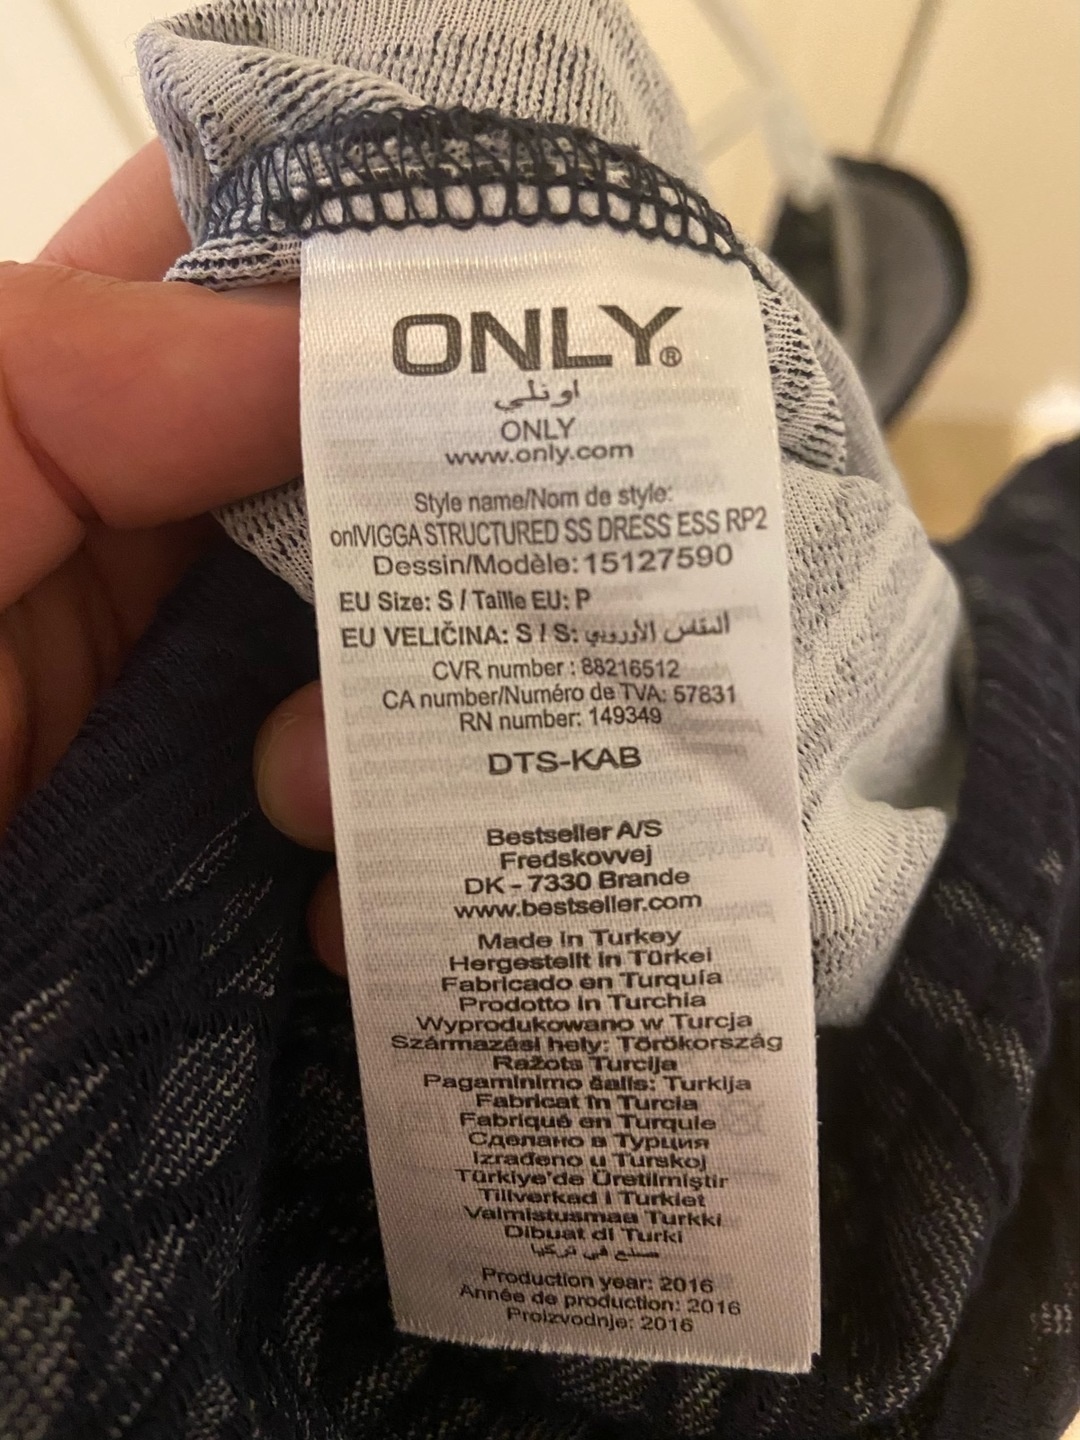 ONLY®
اونلي
ONLY
www.only.com
Style name/Nom de style:
onlVIGGA STRUCTURED SS DRESS ESS RP2
Dessin/Modèle: 15127590
EU Size: S / Taille EU: P
EU VELIČINA: S / S: المقاس الأوروبي
CVR number : 88216512
CA number/Numéro de TVA: 57831
RN number: 149349
DTS-KAB
Bestseller A/S
Fredskovvej
DK - 7330 Brande
www.bestseller.com
Made in Turkey
Hergestellt in Türkei
Fabricado en Turquía
Prodotto in Turchia
Wyprodukowano w Turcja
Származási hely: Törökország
Ražots Turcija
Pagaminimo šalis: Turkija
Fabricat în Turcia
Fabriqué en Turquie
Сделано в Турция
Izrađeno u Turskoj
Türkiye'de Üretilmiştir
Tillverkad i Turkiet
Valmistusmaa Turkki
Dibuat di Turki
صنع في تركيا
Production year: 2016
Année de production: 2016
Proizvodnje: 2016